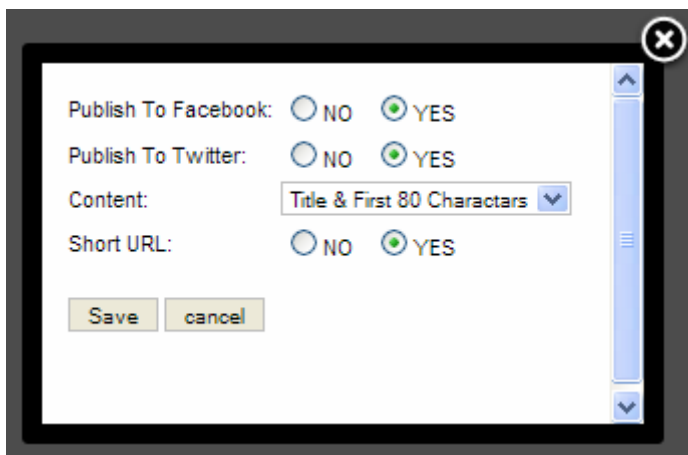 Publish To Facebook: NO YES
Publish To Twitter: NO YES
Content: Title & First 80 Charactars
Short URL: NO YES
Save cancel